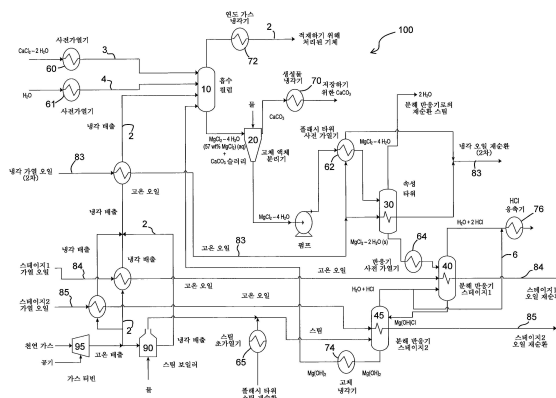 100
CaCl₂–2 H₂O
사전가열기
60
3
H₂O
61
사전가열기
4
연도 가스
냉각기
72
2
적재하기 위해
처리된 기체
10
흡수
컬럼
냉각 배출
2
생성물
냉각기
70
저장하기
위한 CaCO₃
CaCO₃
물
20
고체 액체
분리기
MgCl₂–4 H₂O
(57 wt% MgCl₂) (aq)
+
CaCO₃ 슬러리
플래시 타워
사전 가열기
62
MgCl₂–4 H₂O
2 H₂O
분해 반응기로의
재순환 스팀
냉각 오일 재순환
(2차)
83
냉각 가열 오일
(2차)
83
고온 오일
냉각 배출
MgCl₂–4 H₂O
펌프
고온 오일
83
30
속성
타워
MgCl₂–2 H₂O (s)
64
반응기
사전 가열기
H₂O + 2 HCl
HCl
응축기
76
6
냉각 배출
2
냉각 배출
스테이지1
가열 오일
84
고온 오일
40
분해 반응기
스테이지1
84
스테이지1
오일 재순환
스테이지2
가열 오일
85
고온 오일
H₂O + HCl
Mg(OH)Cl
45
85
스테이지2
오일 재순환
분해 반응기
스테이지2
2
천연 가스
95
고온 배출
90
냉각 배출
스팀
공기
가스 터빈
스팀 보일러
물
스팀
초가열기
65
74
고체
냉각기
Mg(OH)₂
Mg(OH)₂
플래시 타워